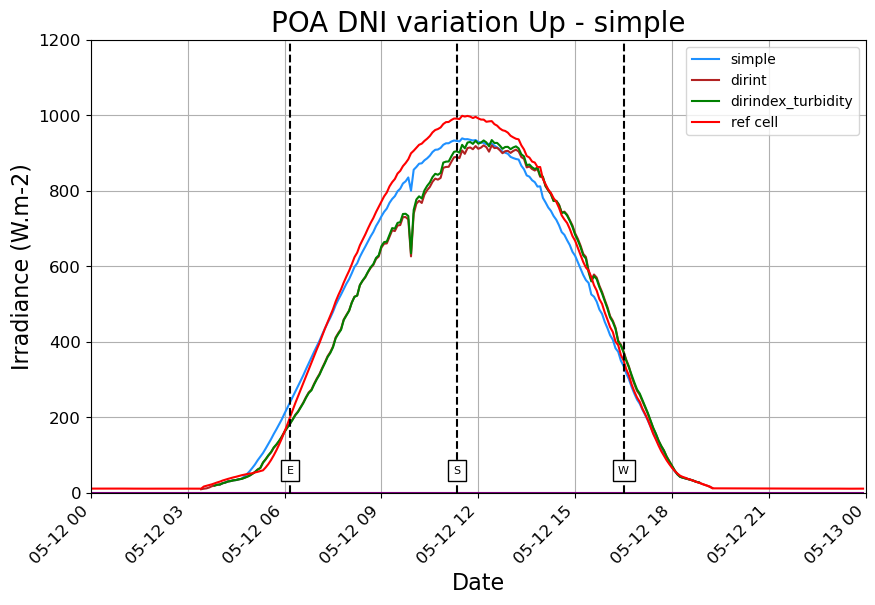 POA DNI variation Up - simple
1200
1000
800
600
400
200
0
Irradiance (W.m-2)
simple
dirint
dirindex_turbidity
ref cell
E
S
W
05-12 00
05-12 03
05-12 06
05-12 09
05-12 12
05-12 15
05-12 18
05-12 21
05-13 00
Date